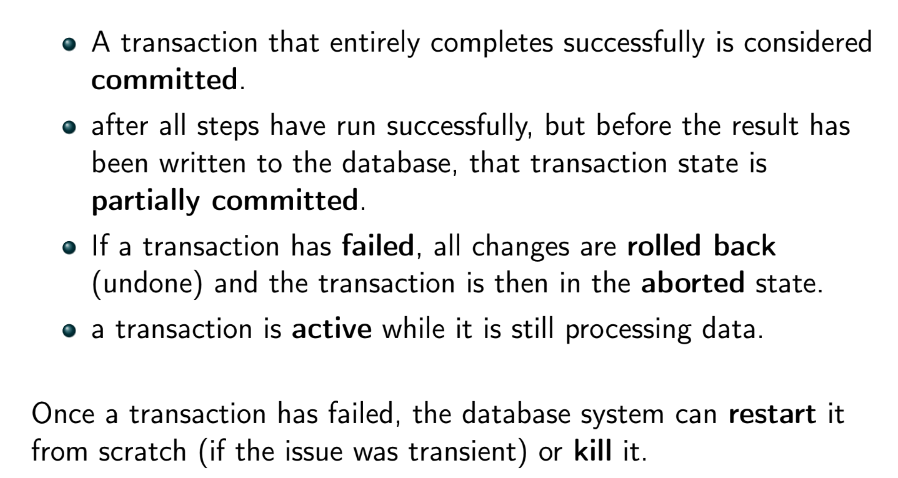 A transaction that entirely completes successfully is considered
committed.
after all steps have run successfully, but before the result has
been written to the database, that transaction state is
partially committed.
If a transaction has failed, all changes are rolled back
(undone) and the transaction is then in the aborted state.
a transaction is active while it is still processing data.
Once a transaction has failed, the database system can restart it
from scratch (if the issue was transient) or kill it.